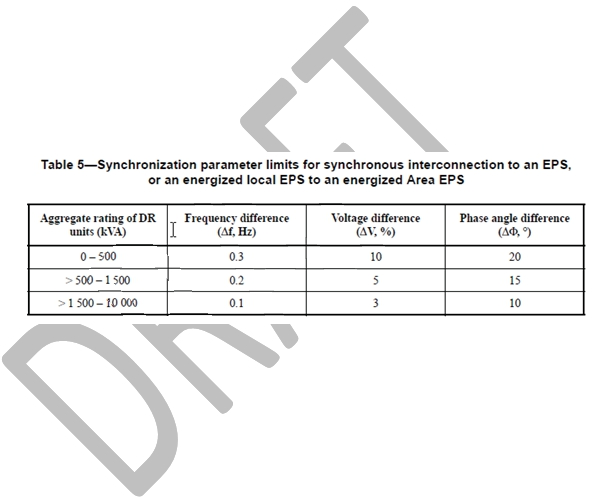 DRAFT
Table 5—Synchronization parameter limits for synchronous interconnection to an EPS,
or an energized local EPS to an energized Area EPS
Aggregate rating of DR units (kVA) Frequency difference (Δf, Hz) Voltage difference (ΔV, %) Phase angle difference (ΔΦ, °)
0 – 500 0.3 10 20
> 500 – 1 500 0.2 5 15
> 1 500 – 10 000 0.1 3 10